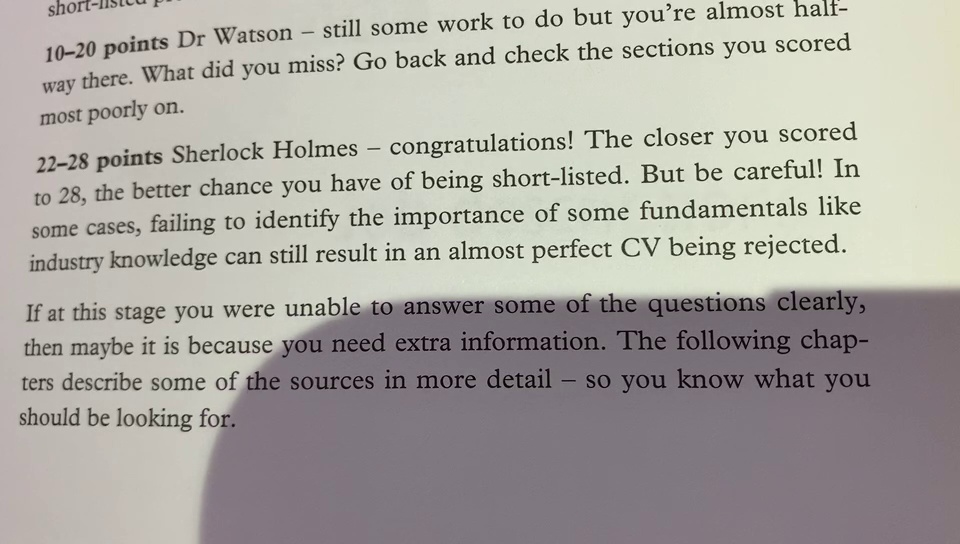 short-listed
10–20 points Dr Watson – still some work to do but you're almost half-
way there. What did you miss? Go back and check the sections you scored
most poorly on.
22–28 points Sherlock Holmes – congratulations! The closer you scored
to 28, the better chance you have of being short-listed. But be careful! In
some cases, failing to identify the importance of some fundamentals like
industry knowledge can still result in an almost perfect CV being rejected.
If at this stage you were unable to answer some of the questions clearly,
then maybe it is because you need extra information. The following chap-
ters describe some of the sources in more detail – so you know what you
should be looking for.